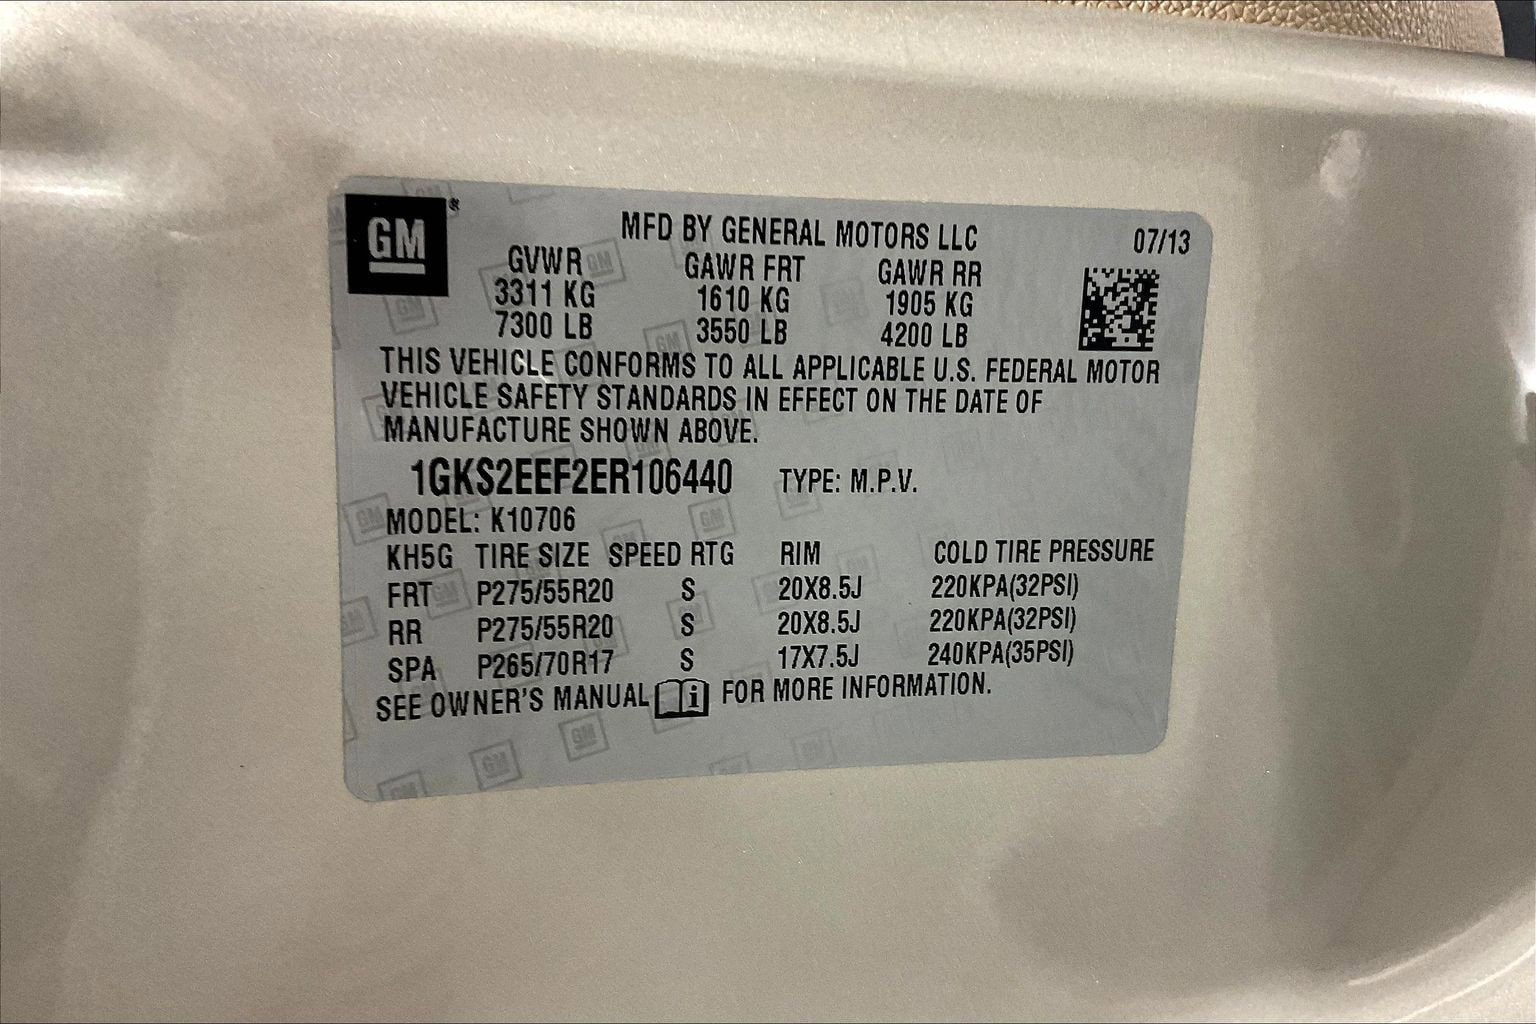 GM®
MFD BY GENERAL MOTORS LLC 07/13
GVWR GAWR FRT GAWR RR
3311 KG 1610 KG 1905 KG
7300 LB 3550 LB 4200 LB
THIS VEHICLE CONFORMS TO ALL APPLICABLE U.S. FEDERAL MOTOR
VEHICLE SAFETY STANDARDS IN EFFECT ON THE DATE OF
MANUFACTURE SHOWN ABOVE.
1GKS2EEF2ER106440 TYPE: M.P.V.
MODEL: K10706
KH5G TIRE SIZE SPEED RTG RIM COLD TIRE PRESSURE
FRT P275/55R20 S 20X8.5J 220KPA(32PSI)
RR P275/55R20 S 20X8.5J 220KPA(32PSI)
SPA P265/70R17 S 17X7.5J 240KPA(35PSI)
SEE OWNER'S MANUAL i FOR MORE INFORMATION.